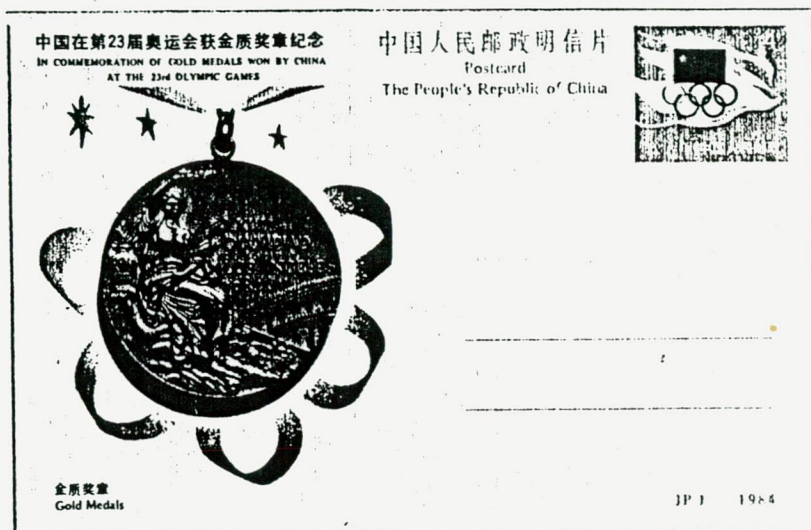 中国在第23届奥运会获金质奖章纪念
IN COMMEMORATION OF GOLD MEDALS WON BY CHINA
AT THE 23rd OLYMPIC GAMES
中国人民邮政明信片
Postcard
The People's Republic of China
金质奖章
Gold Medals
JP 1 1984